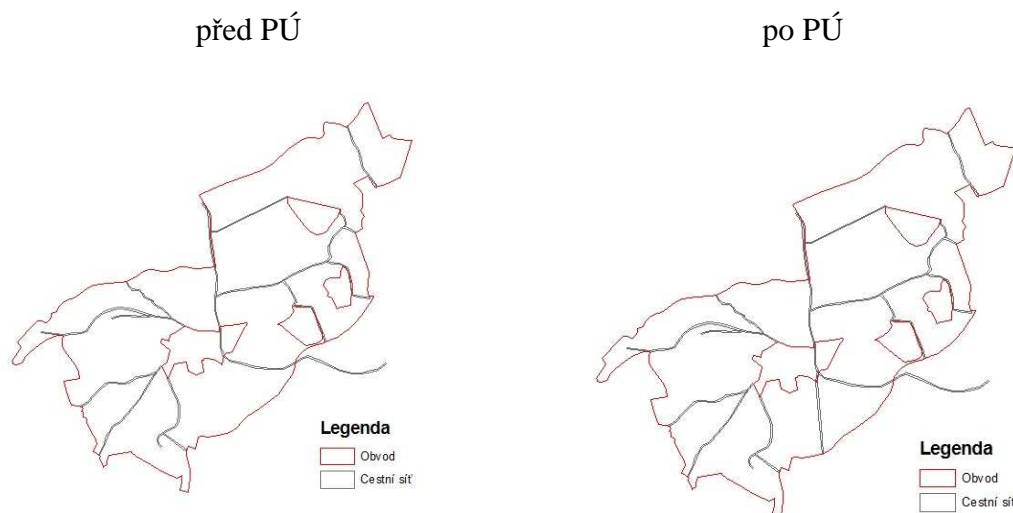 před PÚ
po PÚ
Legenda
Obvod
Cestní síť
Legenda
Obvod
Cestní síť